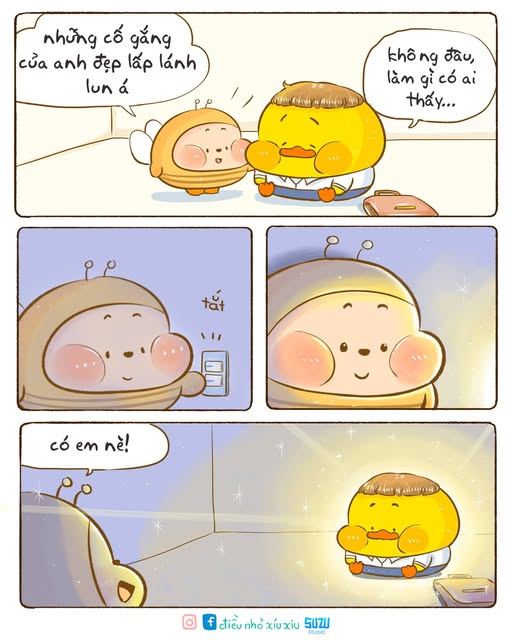 những cố gắng
của anh đẹp lấp lánh
lun á
không đâu,
làm gì có ai
thấy...
tắt
có em nè!
điều nhỏ xíu xiu SUZU
STUDIO